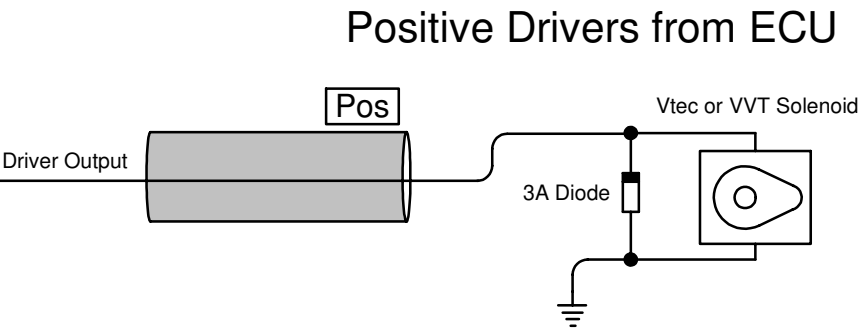 Positive Drivers from ECU
Pos
Vtec or VVT Solenoid
Driver Output
3A Diode